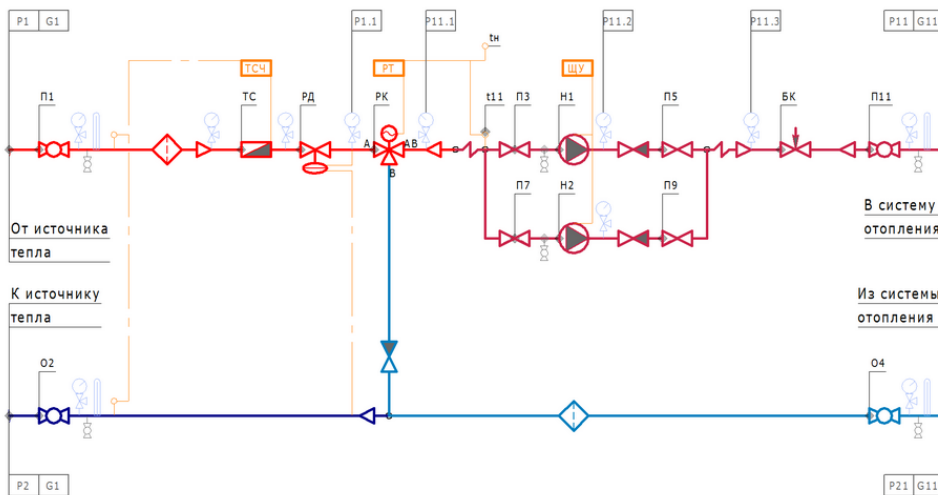 P1 G1
P1.1
P11.1
P11.2
P11.3
P11 G11
tн
ТСЧ
РТ
ЩУ
П1
ТС
РД
РК
t11
П3
Н1
П5
БК
П11
A
AB
B
П7
Н2
П9
От источника
тепла
В систему
отопления
К источнику
тепла
Из системы
отопления
О2
О4
P2 G1
P21 G11